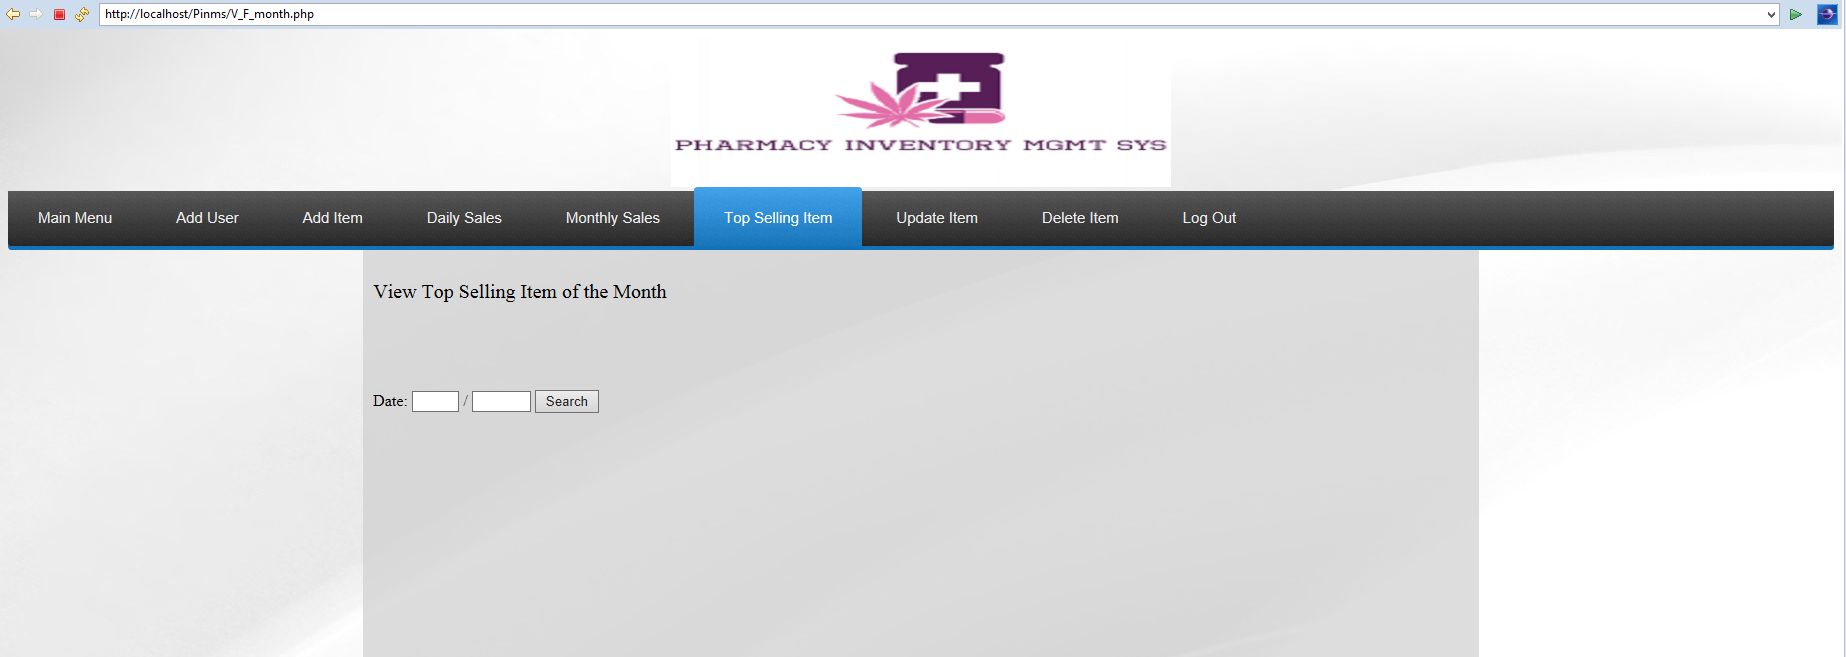 http://localhost/Pinms/V_F_month.php
PHARMACY INVENTORY MGMT SYS
Main Menu Add User Add Item Daily Sales Monthly Sales Top Selling Item Update Item Delete Item Log Out
View Top Selling Item of the Month
Date: / Search